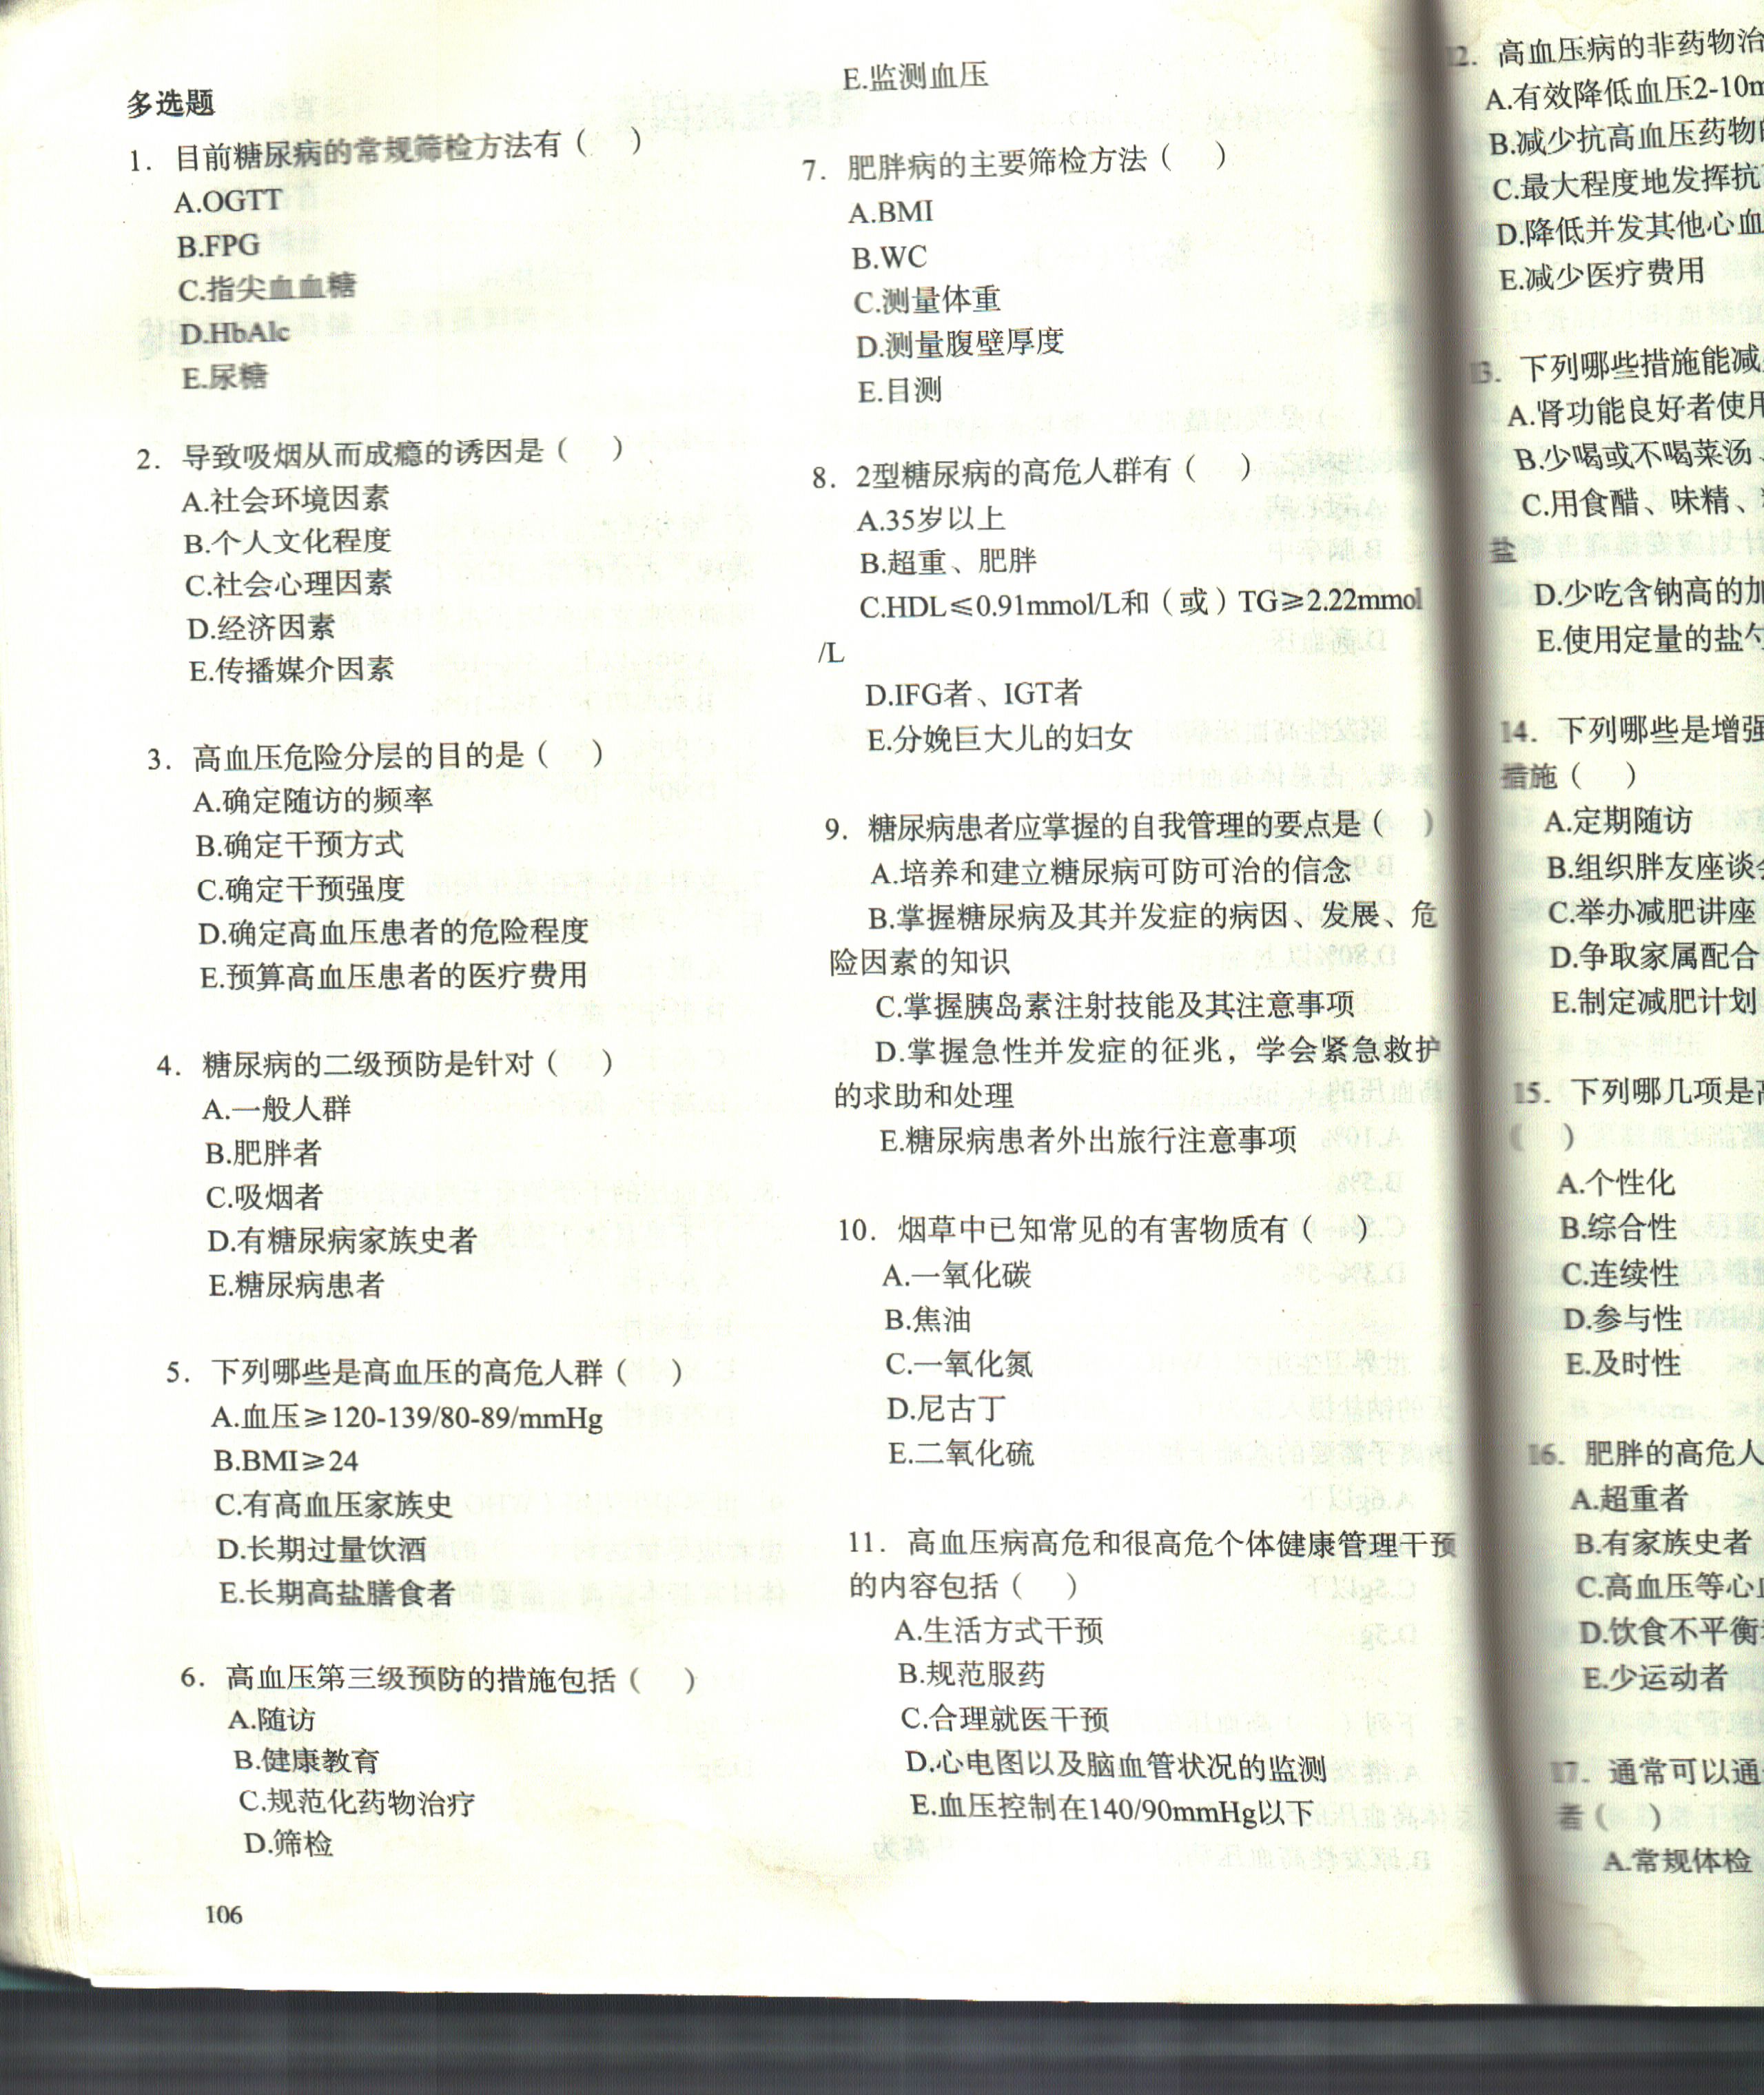 多选题
1. 目前糖尿病的常规筛检方法有（ ）
A.OGTT
B.FPG
C.指尖血血糖
D.HbAlc
E.尿糖
2. 导致吸烟从而成瘾的诱因是（ ）
A.社会环境因素
B.个人文化程度
C.社会心理因素
D.经济因素
E.传播媒介因素
3. 高血压危险分层的目的是（ ）
A.确定随访的频率
B.确定干预方式
C.确定干预强度
D.确定高血压患者的危险程度
E.预算高血压患者的医疗费用
4. 糖尿病的二级预防是针对（ ）
A.一般人群
B.肥胖者
C.吸烟者
D.有糖尿病家族史者
E.糖尿病患者
5. 下列哪些是高血压的高危人群（ ）
A.血压≥120-139/80-89/mmHg
B.BMI≥24
C.有高血压家族史
D.长期过量饮酒
E.长期高盐膳食者
6. 高血压第三级预防的措施包括（ ）
A.随访
B.健康教育
C.规范化药物治疗
D.筛检
106
E.监测血压
7. 肥胖病的主要筛检方法（ ）
A.BMI
B.WC
C.测量体重
D.测量腹壁厚度
E.目测
8. 2型糖尿病的高危人群有（ ）
A.35岁以上
B.超重、肥胖
C.HDL≤0.91mmol/L和（或）TG≥2.22mmol
/L
D.IFG者、IGT者
E.分娩巨大儿的妇女
9. 糖尿病患者应掌握的自我管理的要点是（ ）
A.培养和建立糖尿病可防可治的信念
B.掌握糖尿病及其并发症的病因、发展、危
险因素的知识
C.掌握胰岛素注射技能及其注意事项
D.掌握急性并发症的征兆，学会紧急救护
的求助和处理
E.糖尿病患者外出旅行注意事项
10. 烟草中已知常见的有害物质有（ ）
A.一氧化碳
B.焦油
C.一氧化氮
D.尼古丁
E.二氧化硫
11. 高血压病高危和很高危个体健康管理干预
的内容包括（ ）
A.生活方式干预
B.规范服药
C.合理就医干预
D.心电图以及脑血管状况的监测
E.血压控制在140/90mmHg以下
2. 高血压病的非药物治
A.有效降低血压2-10m
B.减少抗高血压药物
C.最大程度地发挥抗
D.降低并发其他心血
E.减少医疗费用
13. 下列哪些措施能减
A.肾功能良好者使用
B.少喝或不喝菜汤、
C.用食醋、味精、
盐
D.少吃含钠高的加
E.使用定量的盐勺
14. 下列哪些是增强
措施（ ）
A.定期随访
B.组织胖友座谈会
C.举办减肥讲座
D.争取家属配合
E.制定减肥计划
15. 下列哪几项是高
（ ）
A.个性化
B.综合性
C.连续性
D.参与性
E.及时性
16. 肥胖的高危人
A.超重者
B.有家族史者
C.高血压等心血
D.饮食不平衡
E.少运动者
17. 通常可以通
者（ ）
A.常规体检